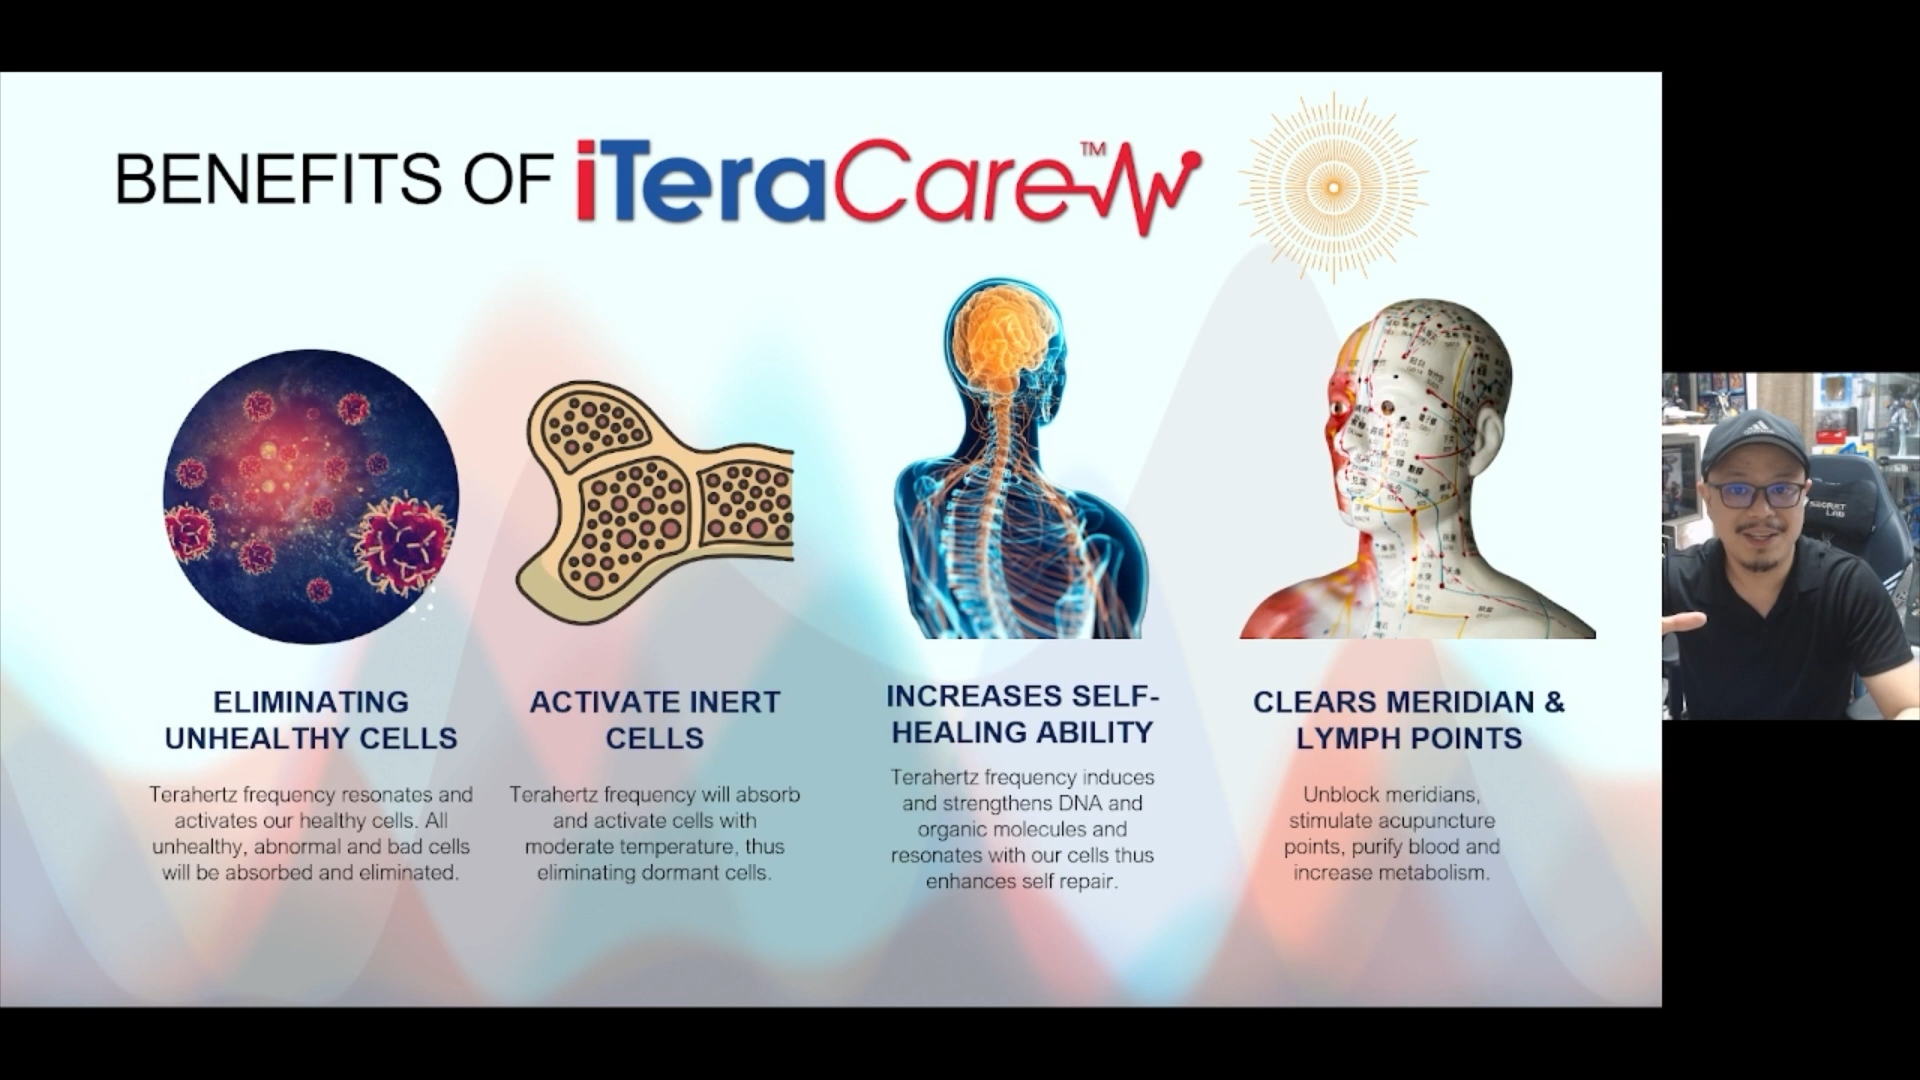 BENEFITS OF iTeraCare™
ELIMINATING
UNHEALTHY CELLS
Terahertz frequency resonates and
activates our healthy cells. All
unhealthy, abnormal and bad cells
will be absorbed and eliminated.
ACTIVATE INERT
CELLS
Terahertz frequency will absorb
and activate cells with
moderate temperature, thus
eliminating dormant cells.
INCREASES SELF-
HEALING ABILITY
Terahertz frequency induces
and strengthens DNA and
organic molecules and
resonates with our cells thus
enhances self repair.
CLEARS MERIDIAN &
LYMPH POINTS
Unblock meridians,
stimulate acupuncture
points, purify blood and
increase metabolism.
SECRET
LAB